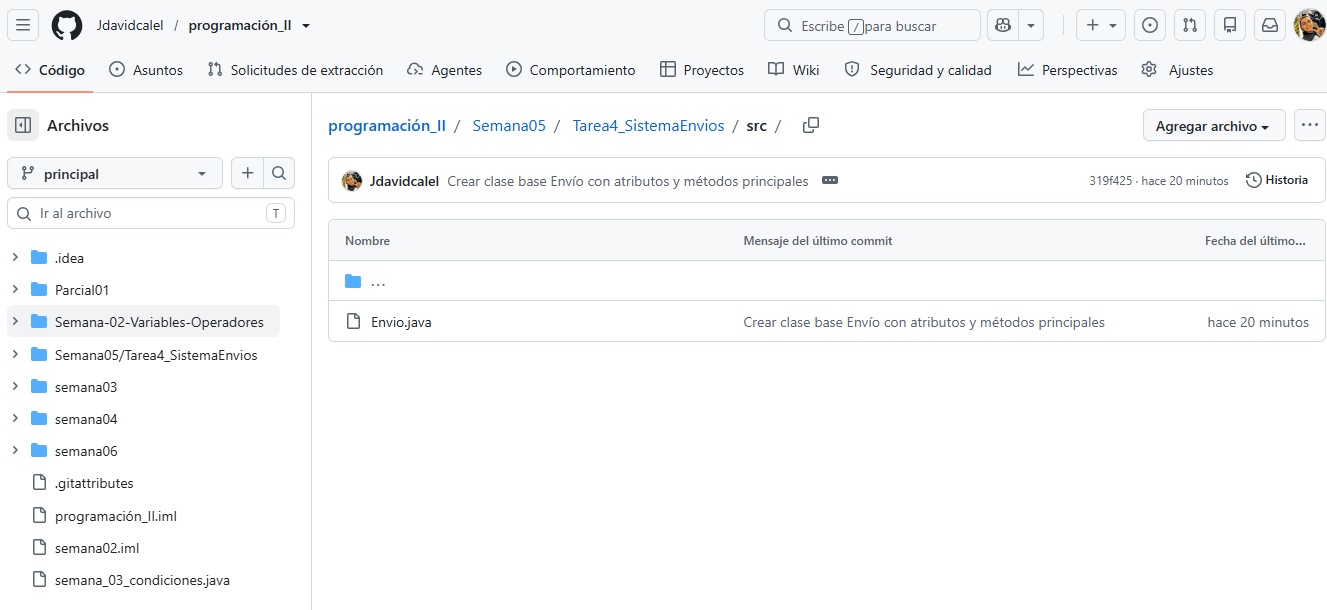 Jdavidcalel / programación_II
Escribe / para buscar
Código Asuntos Solicitudes de extracción Agentes Comportamiento Proyectos Wiki Seguridad y calidad Perspectivas Ajustes
Archivos
principal
Ir al archivo T
.idea
Parcial01
Semana-02-Variables-Operadores
Semana05/Tarea4_SistemaEnvios
semana03
semana04
semana06
.gitattributes
programación_II.iml
semana02.iml
semana_03_condiciones.java
programación_II / Semana05 / Tarea4_SistemaEnvios / src /
Agregar archivo
Jdavidcalel Crear clase base Envío con atributos y métodos principales
319f425 · hace 20 minutos Historia
Nombre Mensaje del último commit Fecha del último...
...
Envio.java Crear clase base Envío con atributos y métodos principales hace 20 minutos